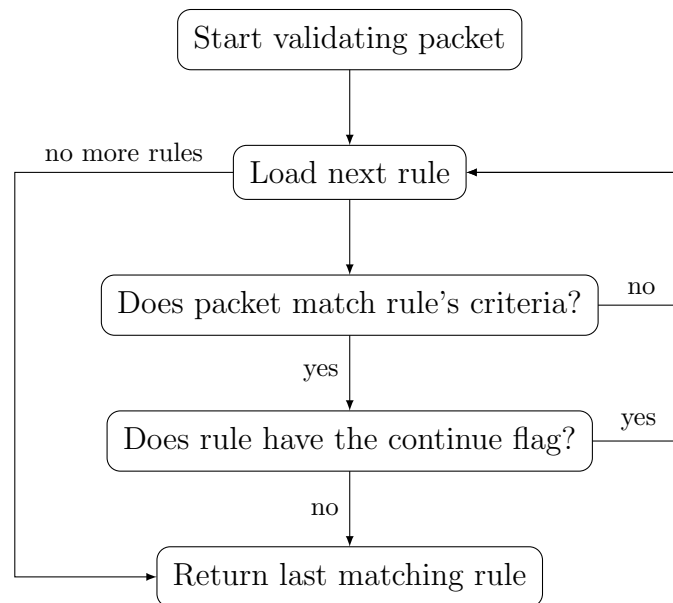 Start validating packet
no more rules
Load next rule
Does packet match rule's criteria?
no
yes
Does rule have the continue flag?
yes
no
Return last matching rule